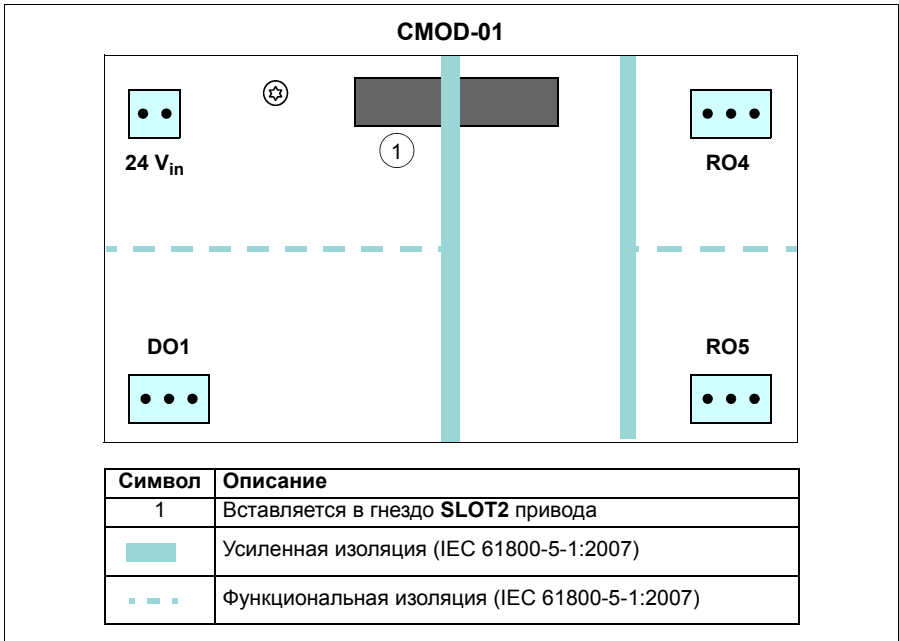 CMOD-01
1
24 Vin
RO4
DO1
RO5
Символ Описание
1 Вставляется в гнездо SLOT2 привода
Усиленная изоляция (IEC 61800-5-1:2007)
Функциональная изоляция (IEC 61800-5-1:2007)